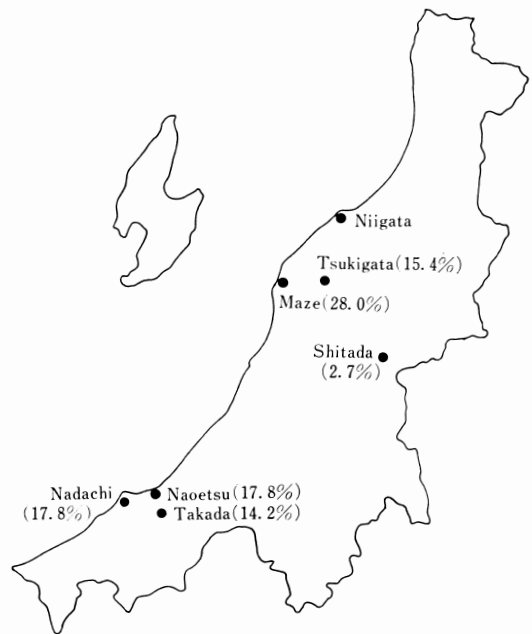 Niigata
Tsukigata(15.4%)
Maze(28.0%)
Shitada
(2.7%)
Nadachi
(17.8%)
Naoetsu(17.8%)
Takada(14.2%)